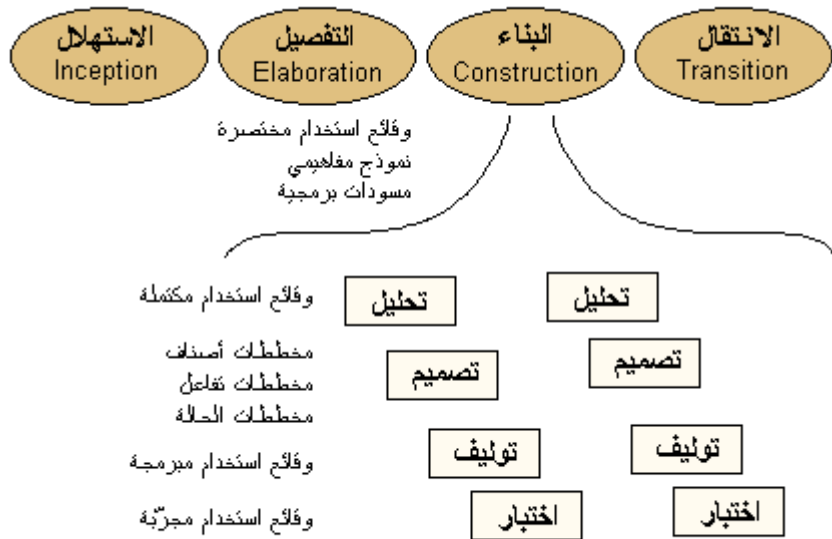 الاستهلال
Inception
التفصيل
Elaboration
البناء
Construction
الانتقال
Transition
وقائع استخدام مختصرة
نموذج مفاهيمي
مسودات برمجية
وقائع استخدام مكتملة
تحليل
تحليل
مخططات أصناف
مخططات تفاعل
مخططات الحالة
تصميم
تصميم
وقائع استخدام مبرمجة
توليف
توليف
وقائع استخدام مجرّبة
اختبار
اختبار